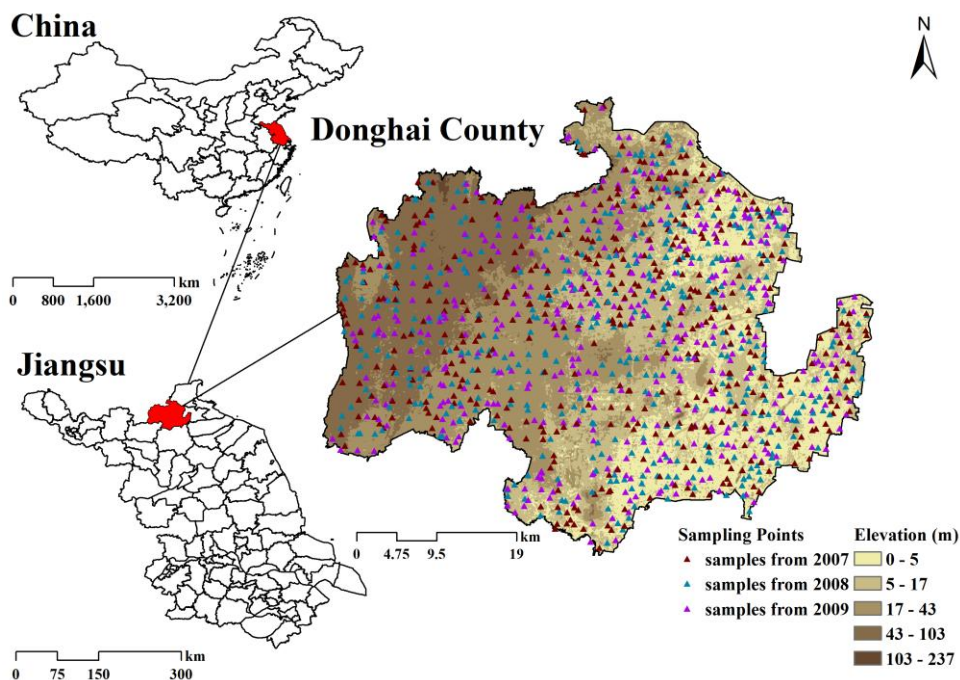 China
N
Donghai County
km
0 800 1,600 3,200
Jiangsu
km
0 4.75 9.5 19
km
0 75 150 300
Sampling Points
samples from 2007
samples from 2008
samples from 2009
Elevation (m)
0 - 5
5 - 17
17 - 43
43 - 103
103 - 237